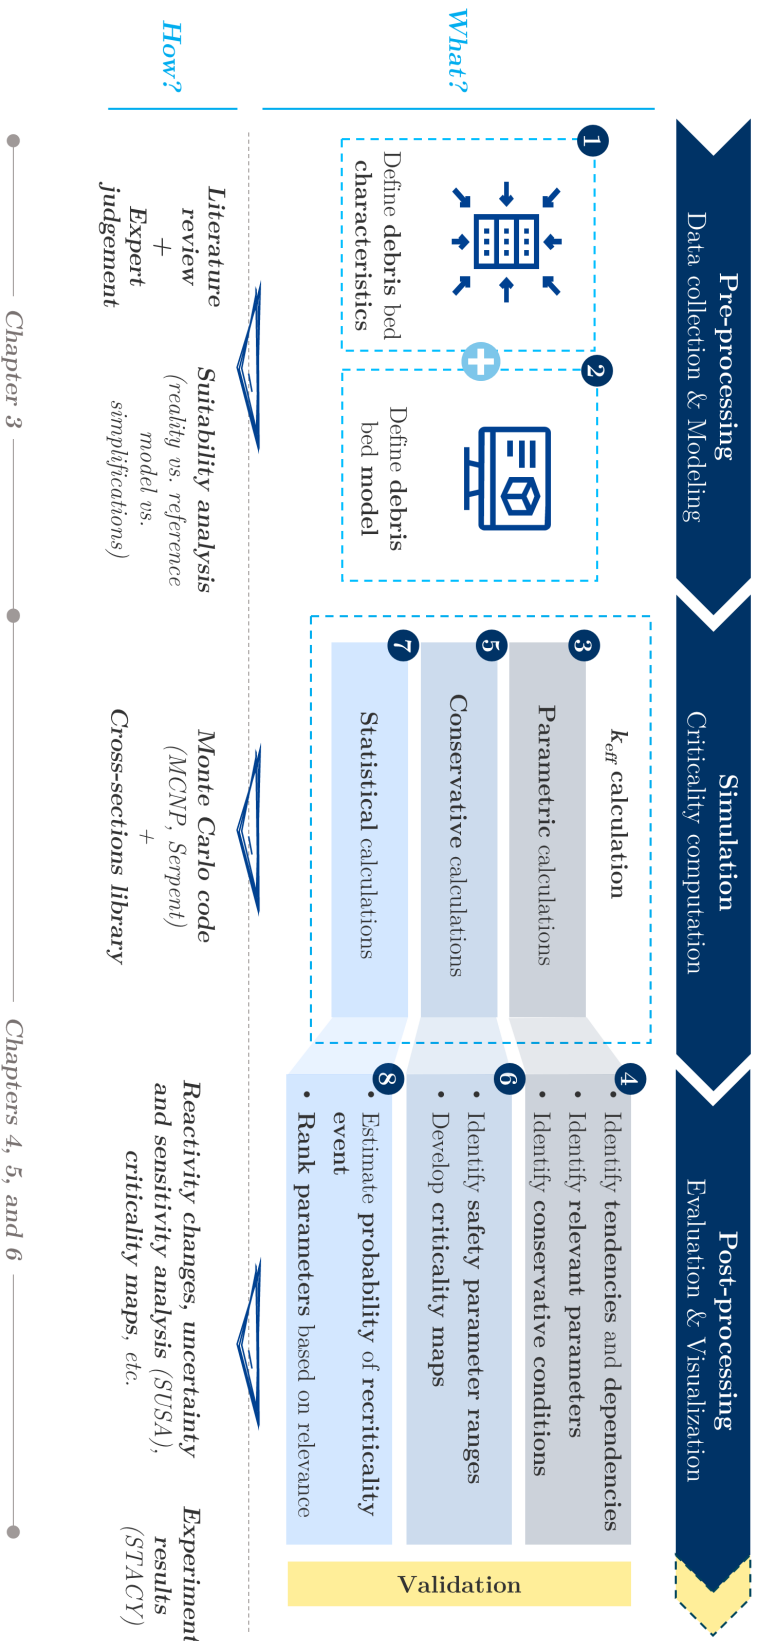 Pre-processing
Data collection & Modeling
Simulation
Criticality computation
Post-processing
Evaluation & Visualization
What?
1
Define debris bed
characteristics
2
Define debris
bed model
k_eff calculation
3
Parametric calculations
5
Conservative calculations
7
Statistical calculations
4
• Identify tendencies and dependencies
• Identify relevant parameters
• Identify conservative conditions
6
• Identify safety parameter ranges
• Develop criticality maps
8
• Estimate probability of recriticality
event
• Rank parameters based on relevance
Validation
How?
Literature
review
+
Expert
judgement
Suitability analysis
(reality vs. reference
model vs.
simplifications)
Monte Carlo code
(MCNP, Serpent)
+
Cross-sections library
Reactivity changes, uncertainty
and sensitivity analysis (SUSA),
criticality maps, etc.
Experiment
results
(STACY)
Chapter 3
Chapters 4, 5, and 6